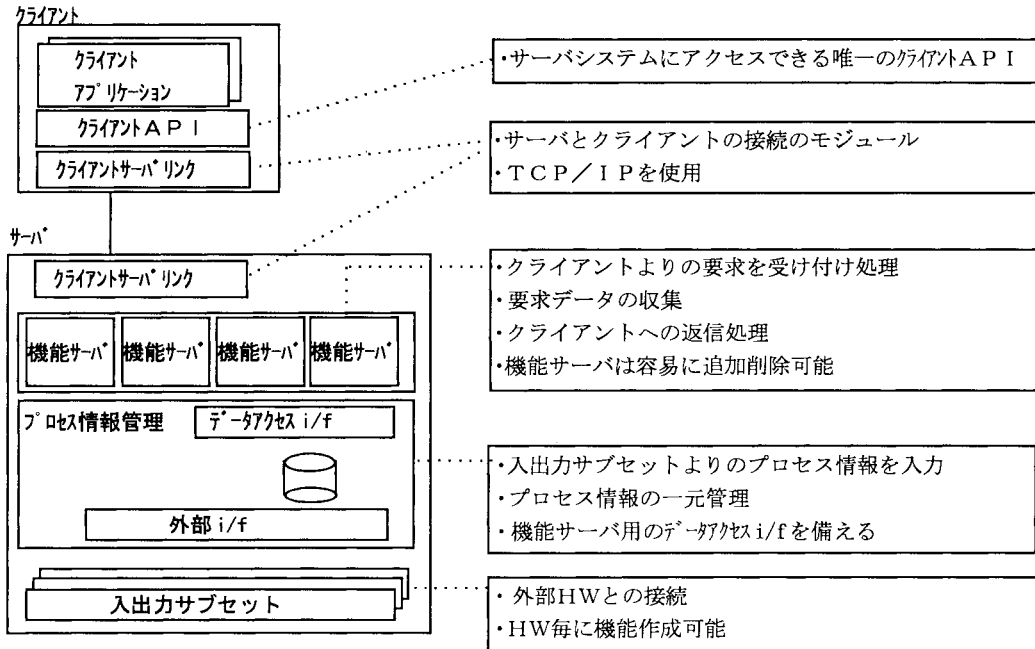 クライアント
クライアント
アプリケーション
クライアントAPI
クライアントサーバリンク
・サーバシステムにアクセスできる唯一のクライアントAPI
・サーバとクライアントの接続のモジュール
・TCP/IPを使用
サーバ
クライアントサーバリンク
機能サーバ 機能サーバ 機能サーバ 機能サーバ
・クライアントよりの要求を受け付け処理
・要求データの収集
・クライアントへの返信処理
・機能サーバは容易に追加削除可能
プロセス情報管理
データアクセス i/f
外部 i/f
・入出力サブセットよりのプロセス情報を入力
・プロセス情報の一元管理
・機能サーバ用のデータアクセス i/fを備える
入出力サブセット
・外部HWとの接続
・HW毎に機能作成可能